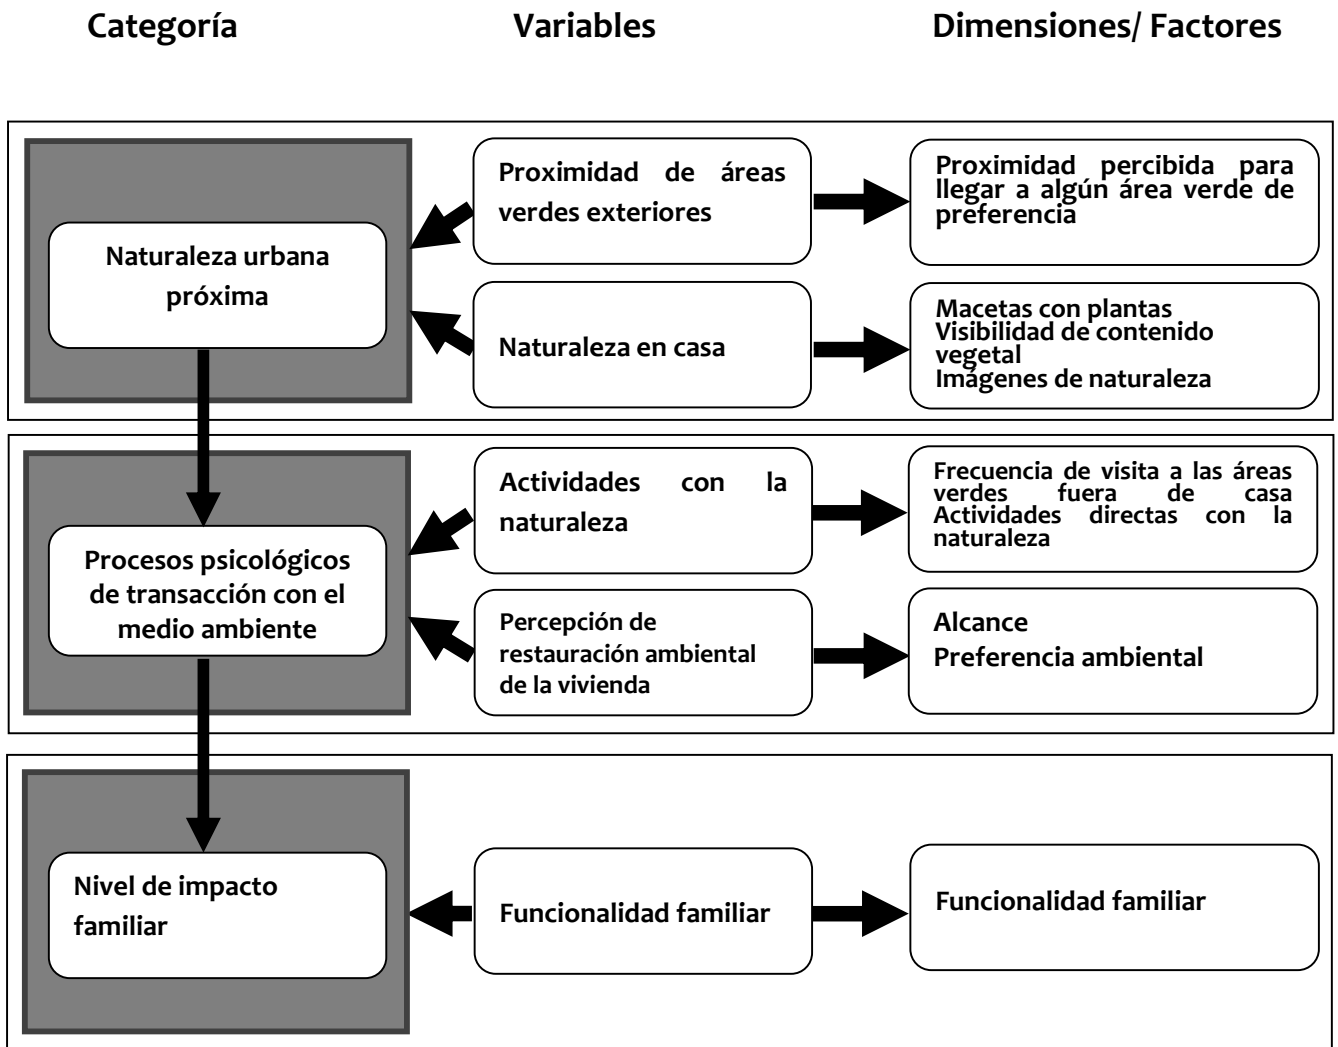 Categoría
Variables
Dimensiones/ Factores
Naturaleza urbana
próxima
Proximidad de áreas
verdes exteriores
Proximidad percibida para
llegar a algún área verde de
preferencia
Naturaleza en casa
Macetas con plantas
Visibilidad de contenido
vegetal
Imágenes de naturaleza
Procesos psicológicos
de transacción con el
medio ambiente
Actividades con la
naturaleza
Frecuencia de visita a las áreas
verdes fuera de casa
Actividades directas con la
naturaleza
Percepción de
restauración ambiental
de la vivienda
Alcance
Preferencia ambiental
Nivel de impacto
familiar
Funcionalidad familiar
Funcionalidad familiar